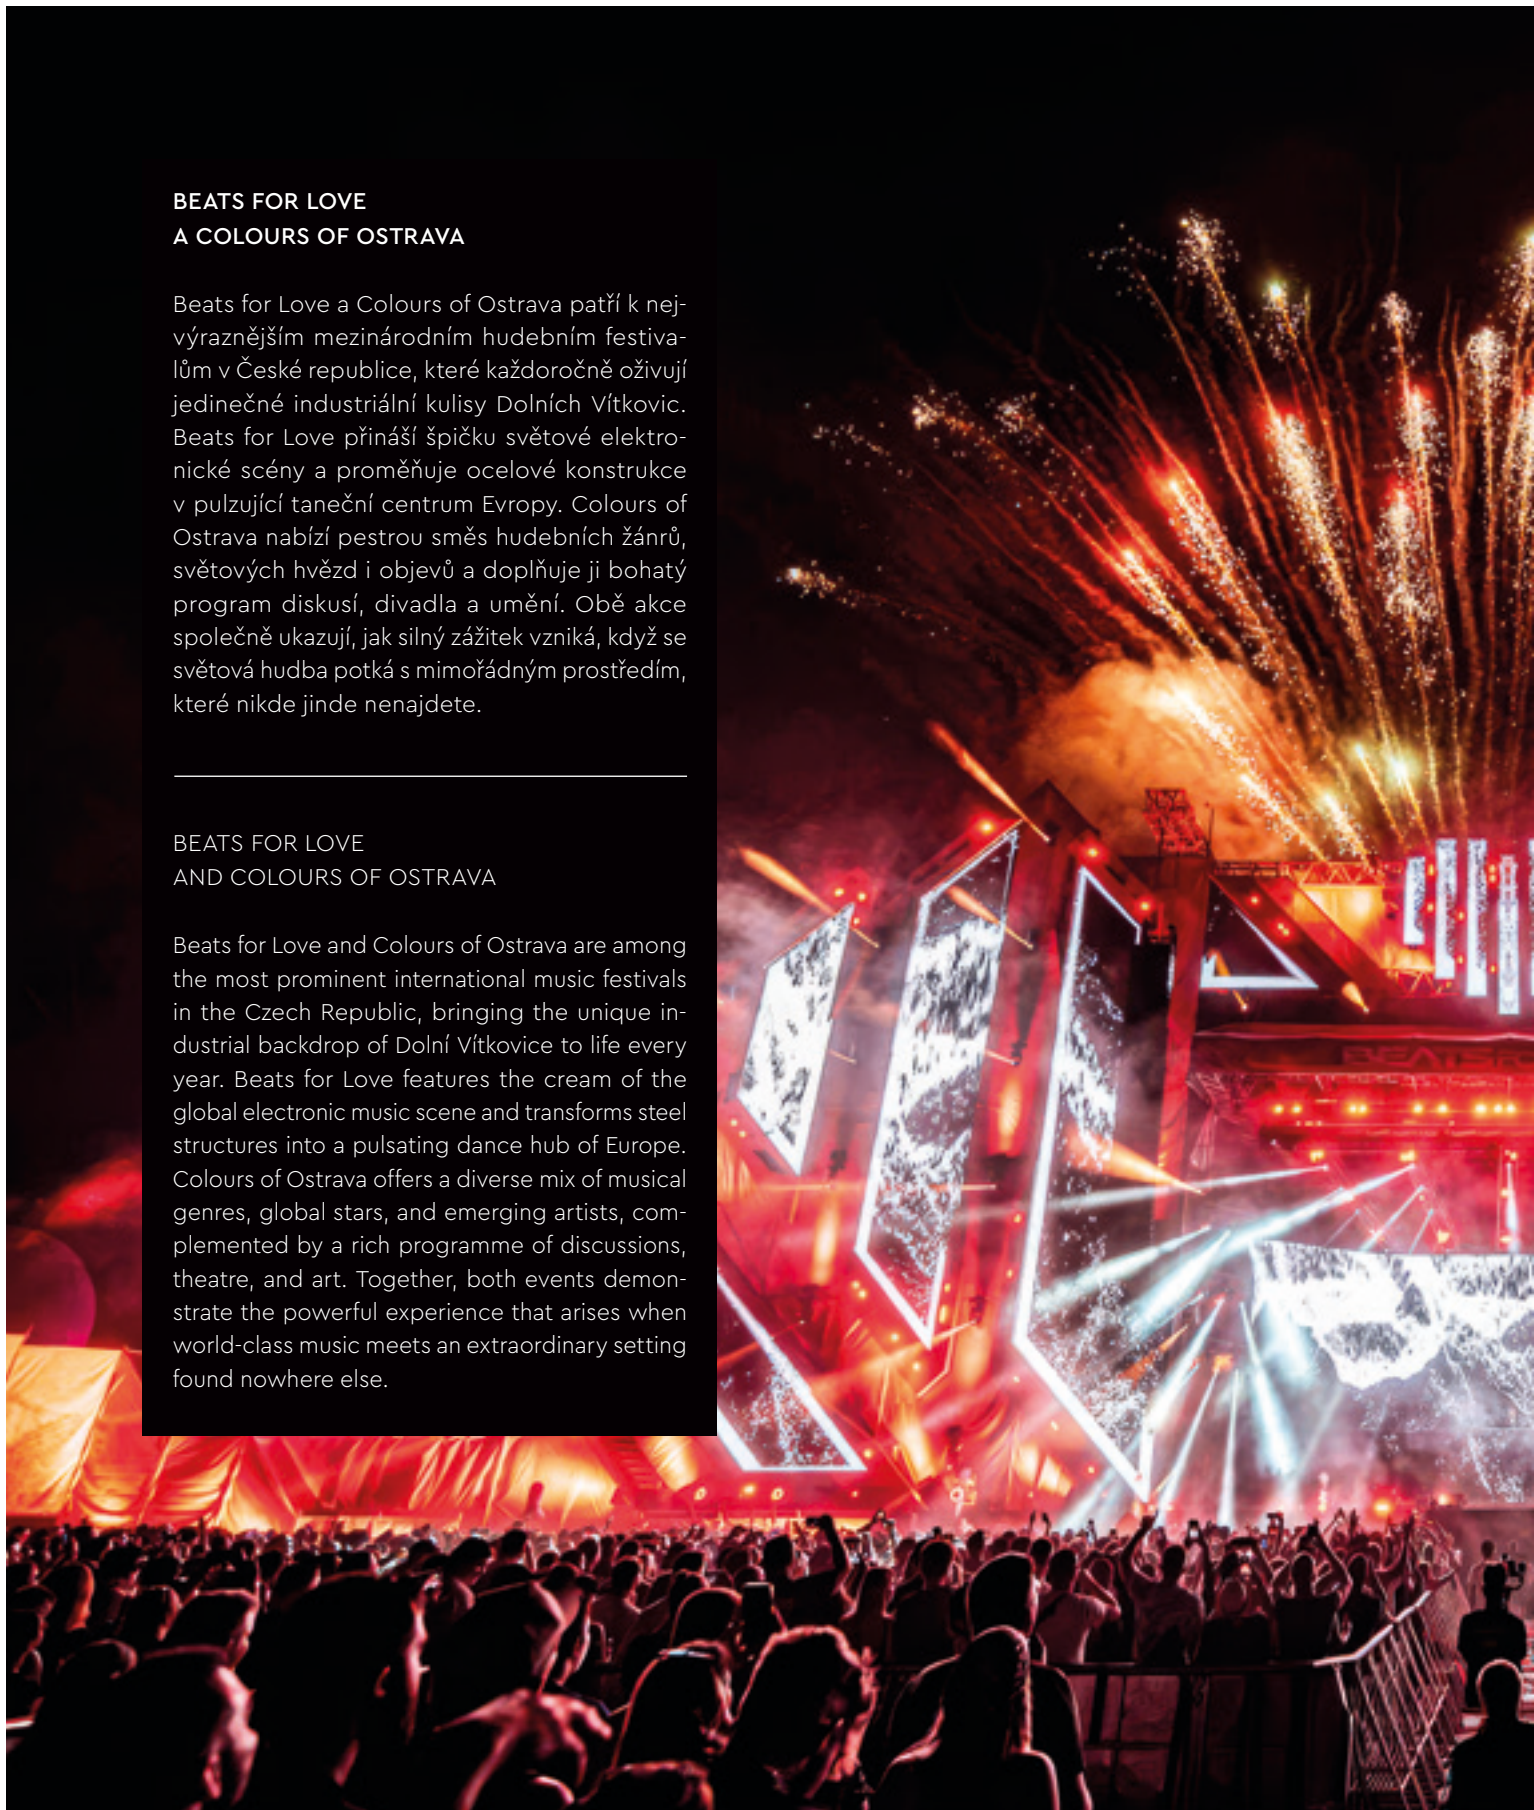 BEATS FOR LOVE
A COLOURS OF OSTRAVA
Beats for Love a Colours of Ostrava patří k nej-
výraznějším mezinárodním hudebním festiva-
lům v České republice, které každoročně oživují
jedinečné industriální kulisy Dolních Vítkovic.
Beats for Love přináší špičku světové elektro-
nické scény a proměňuje ocelové konstrukce
v pulzující taneční centrum Evropy. Colours of
Ostrava nabízí pestrou směs hudebních žánrů,
světových hvězd i objevů a doplňuje ji bohatý
program diskusí, divadla a umění. Obě akce
společně ukazují, jak silný zážitek vzniká, když se
světová hudba potká s mimořádným prostředím,
které nikde jinde nenajdete.
BEATS FOR LOVE
AND COLOURS OF OSTRAVA
Beats for Love and Colours of Ostrava are among
the most prominent international music festivals
in the Czech Republic, bringing the unique in-
dustrial backdrop of Dolní Vítkovice to life every
year. Beats for Love features the cream of the
global electronic music scene and transforms steel
structures into a pulsating dance hub of Europe.
Colours of Ostrava offers a diverse mix of musical
genres, global stars, and emerging artists, com-
plemented by a rich programme of discussions,
theatre, and art. Together, both events demon-
strate the powerful experience that arises when
world-class music meets an extraordinary setting
found nowhere else.